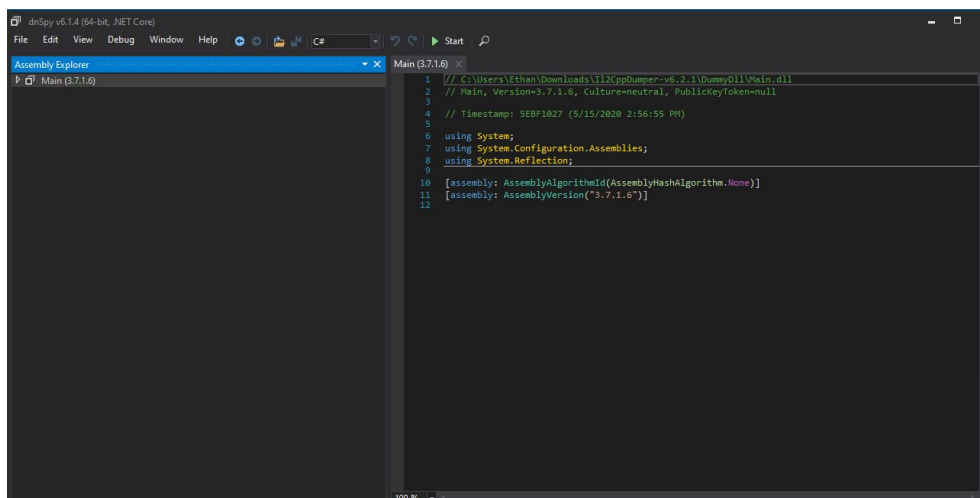 dnSpy v6.1.4 (64-bit, .NET Core)
File Edit View Debug Window Help C# Start
Assembly Explorer
Main (3.7.1.6)
Main (3.7.1.6)
1 // C:\Users\Ethan\Downloads\Il2CppDumper-v6.2.1\DummyDll\Main.dll
2 // Main, Version=3.7.1.6, Culture=neutral, PublicKeyToken=null
3
4 // Timestamp: 5EBF1027 (5/15/2020 2:56:55 PM)
5
6 using System;
7 using System.Configuration.Assemblies;
8 using System.Reflection;
9
10 [assembly: AssemblyAlgorithmId(AssemblyHashAlgorithm.None)]
11 [assembly: AssemblyVersion("3.7.1.6")]
12
100 %